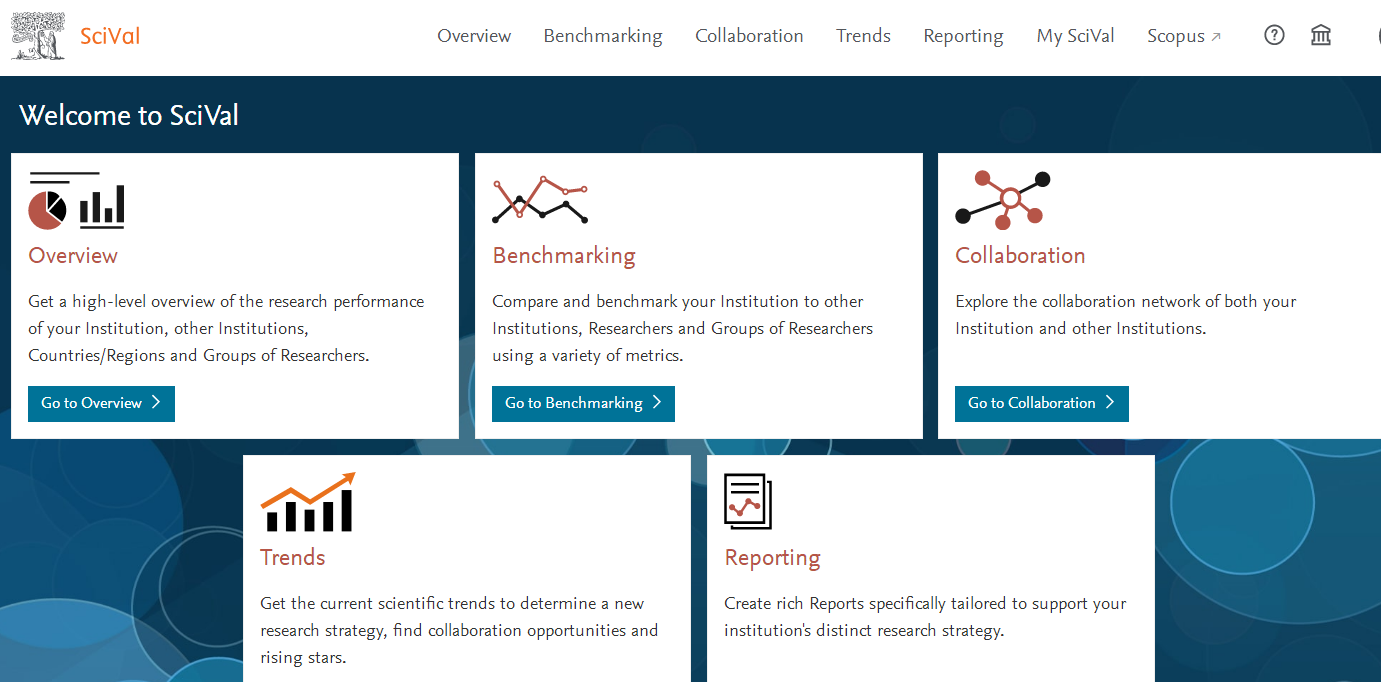 SciVal
Overview Benchmarking Collaboration Trends Reporting My SciVal Scopus ↗
Welcome to SciVal
Overview
Get a high-level overview of the research performance
of your Institution, other Institutions,
Countries/Regions and Groups of Researchers.
Go to Overview
Benchmarking
Compare and benchmark your Institution to other
Institutions, Researchers and Groups of Researchers
using a variety of metrics.
Go to Benchmarking
Collaboration
Explore the collaboration network of both your
Institution and other Institutions.
Go to Collaboration
Trends
Get the current scientific trends to determine a new
research strategy, find collaboration opportunities and
rising stars.
Reporting
Create rich Reports specifically tailored to support your
institution's distinct research strategy.